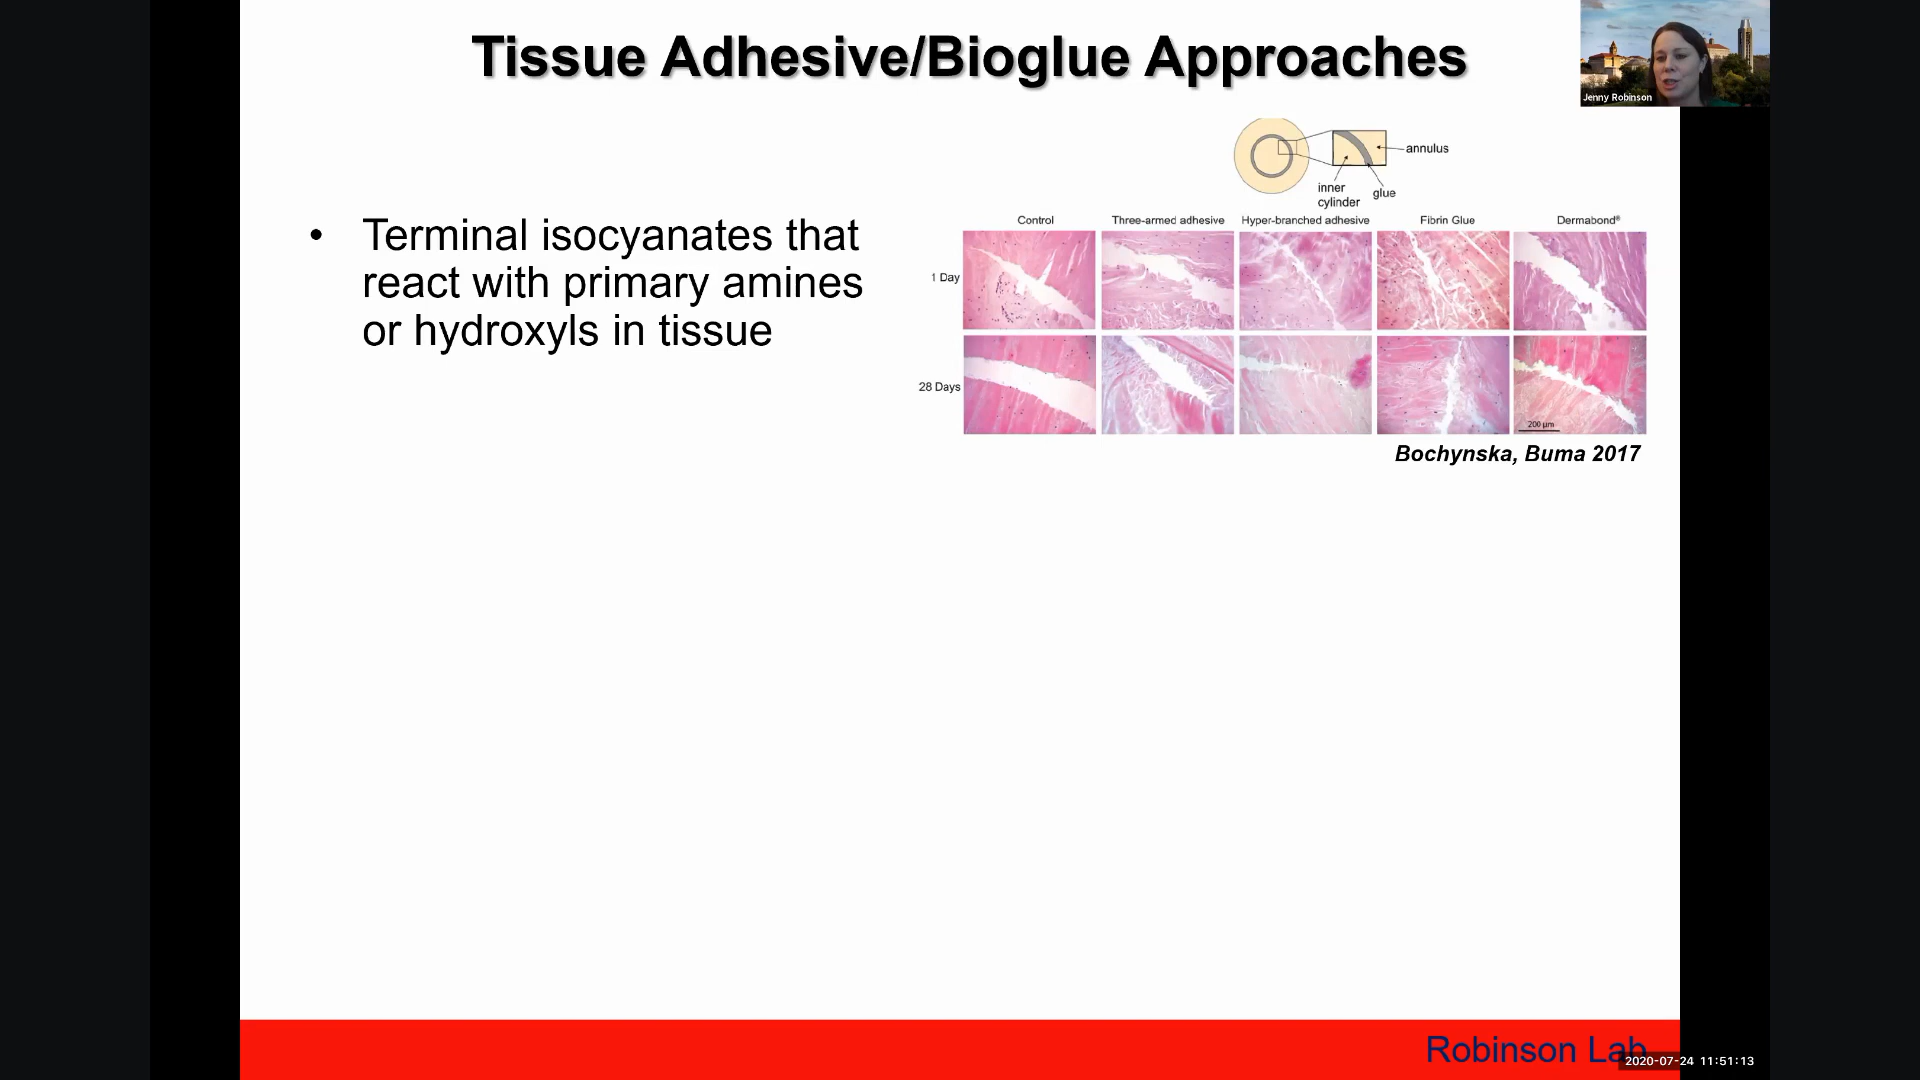 Tissue Adhesive/Bioglue Approaches
Jenny Robinson
annulus
inner
cylinder
glue
• Terminal isocyanates that
react with primary amines
or hydroxyls in tissue
Control Three-armed adhesive Hyper-branched adhesive Fibrin Glue Dermabond®
1 Day
28 Days
200 µm
Bochynska, Buma 2017
Robinson Lab
2020-07-24 11:51:13